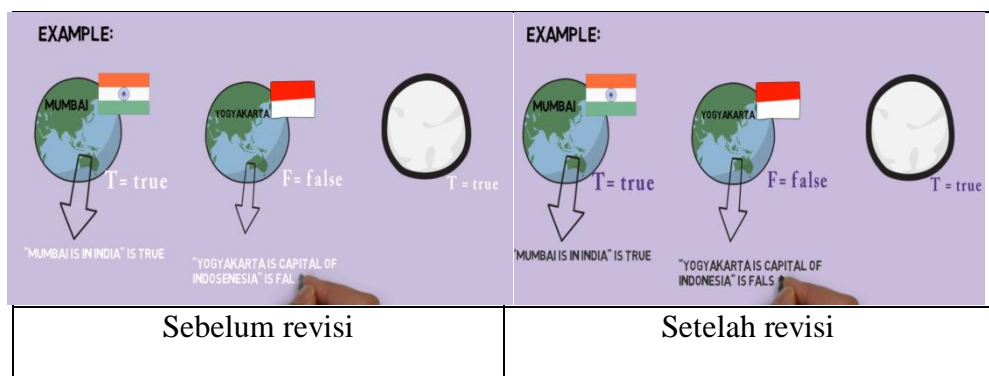 EXAMPLE:
MUMBAI
YOGYAKARTA
T= true
F= false
T= true
"MUMBAI IS IN INDIA" IS TRUE
"YOGYAKARTA IS CAPITAL OF
INDOSENESIA" IS FAL
Sebelum revisi
EXAMPLE:
MUMBAI
YOGYAKARTA
T= true
F= false
T= true
"MUMBAI IS IN INDIA" IS TRUE
"YOGYAKARTA IS CAPITAL OF
INDONESIA" IS FALS
Setelah revisi